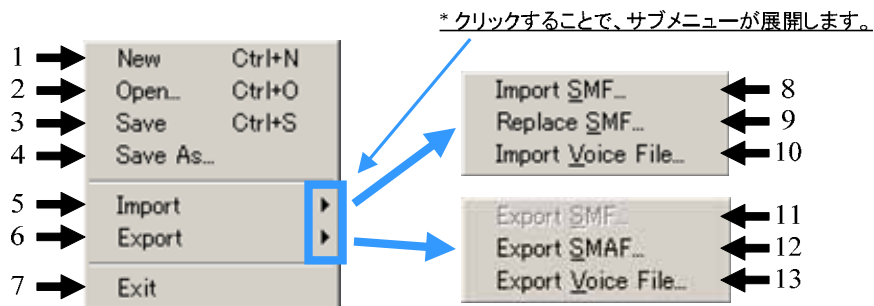 * クリックすることで、サブメニューが展開します。
1 New Ctrl+N
2 Open... Ctrl+O
3 Save Ctrl+S
4 Save As...
5 Import
6 Export
7 Exit
Import SMF... 8
Replace SMF... 9
Import Voice File... 10
Export SMF... 11
Export SMAF... 12
Export Voice File... 13